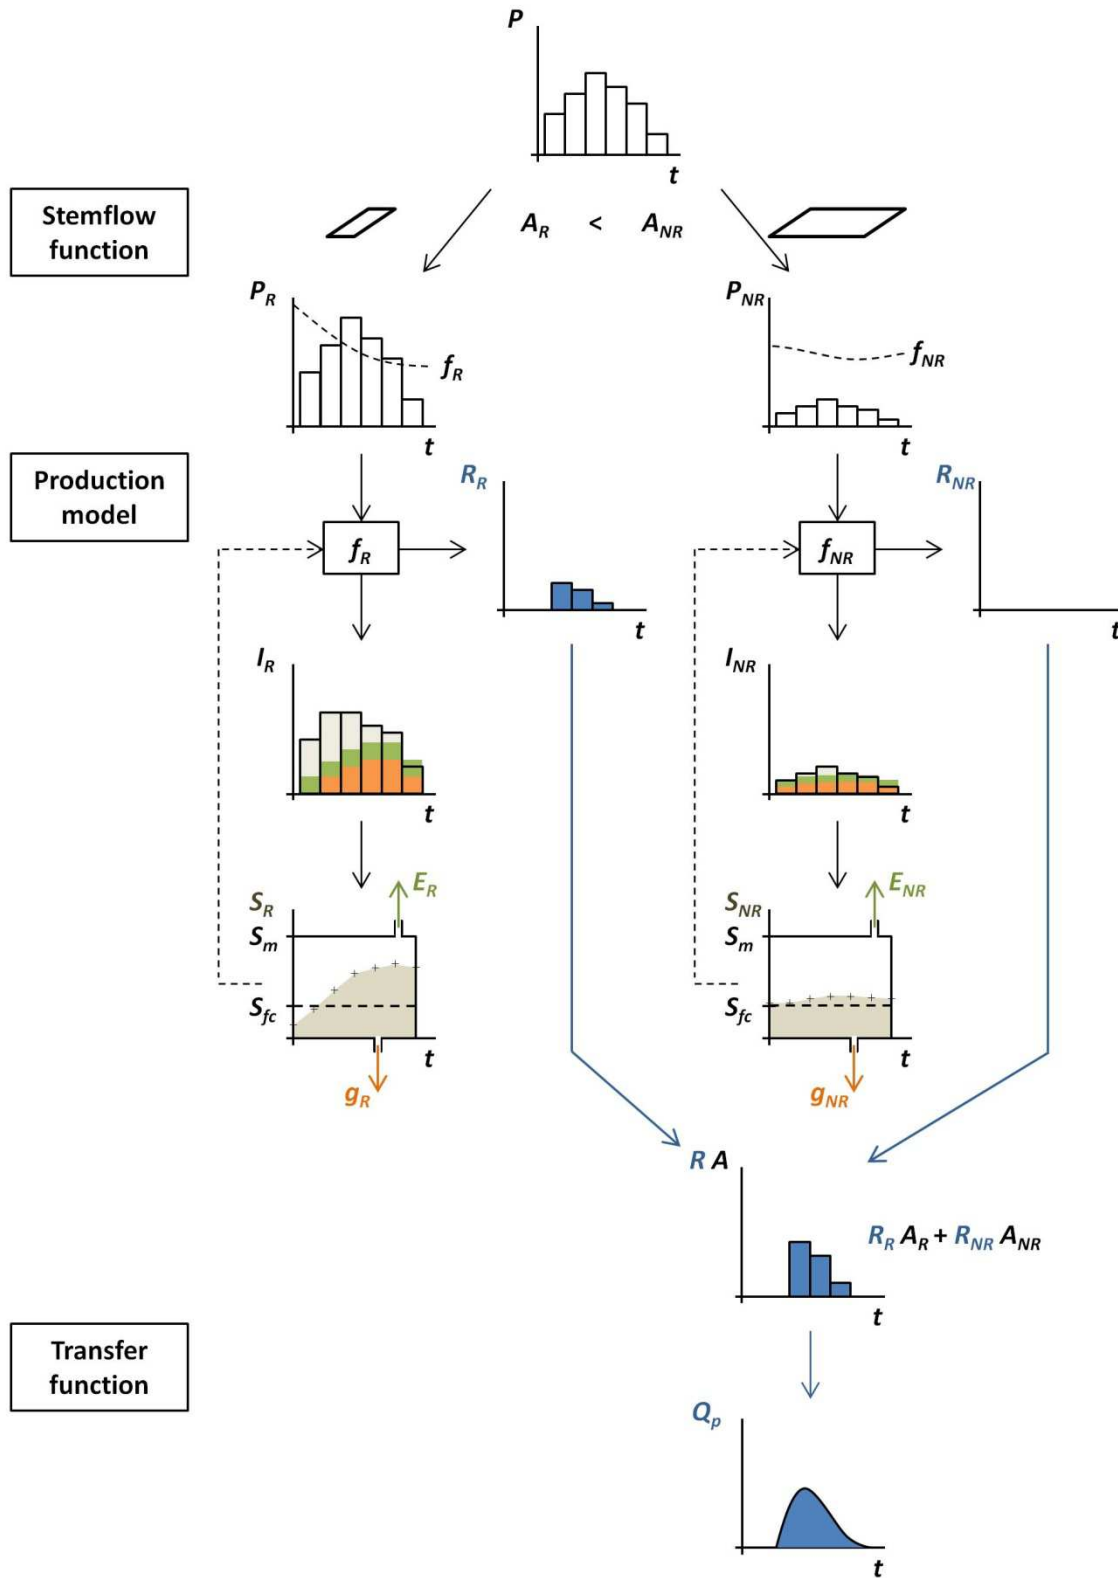 P
t
Stemflow
function
A_R < A_NR
P_R
f_R
t
P_NR
f_NR
t
Production
model
R_R
t
R_NR
t
f_R
f_NR
I_R
t
I_NR
t
E_R
S_R
S_m
S_fc
t
g_R
E_NR
S_NR
S_m
S_fc
t
g_NR
R A
R_R A_R + R_NR A_NR
t
Transfer
function
Q_p
t